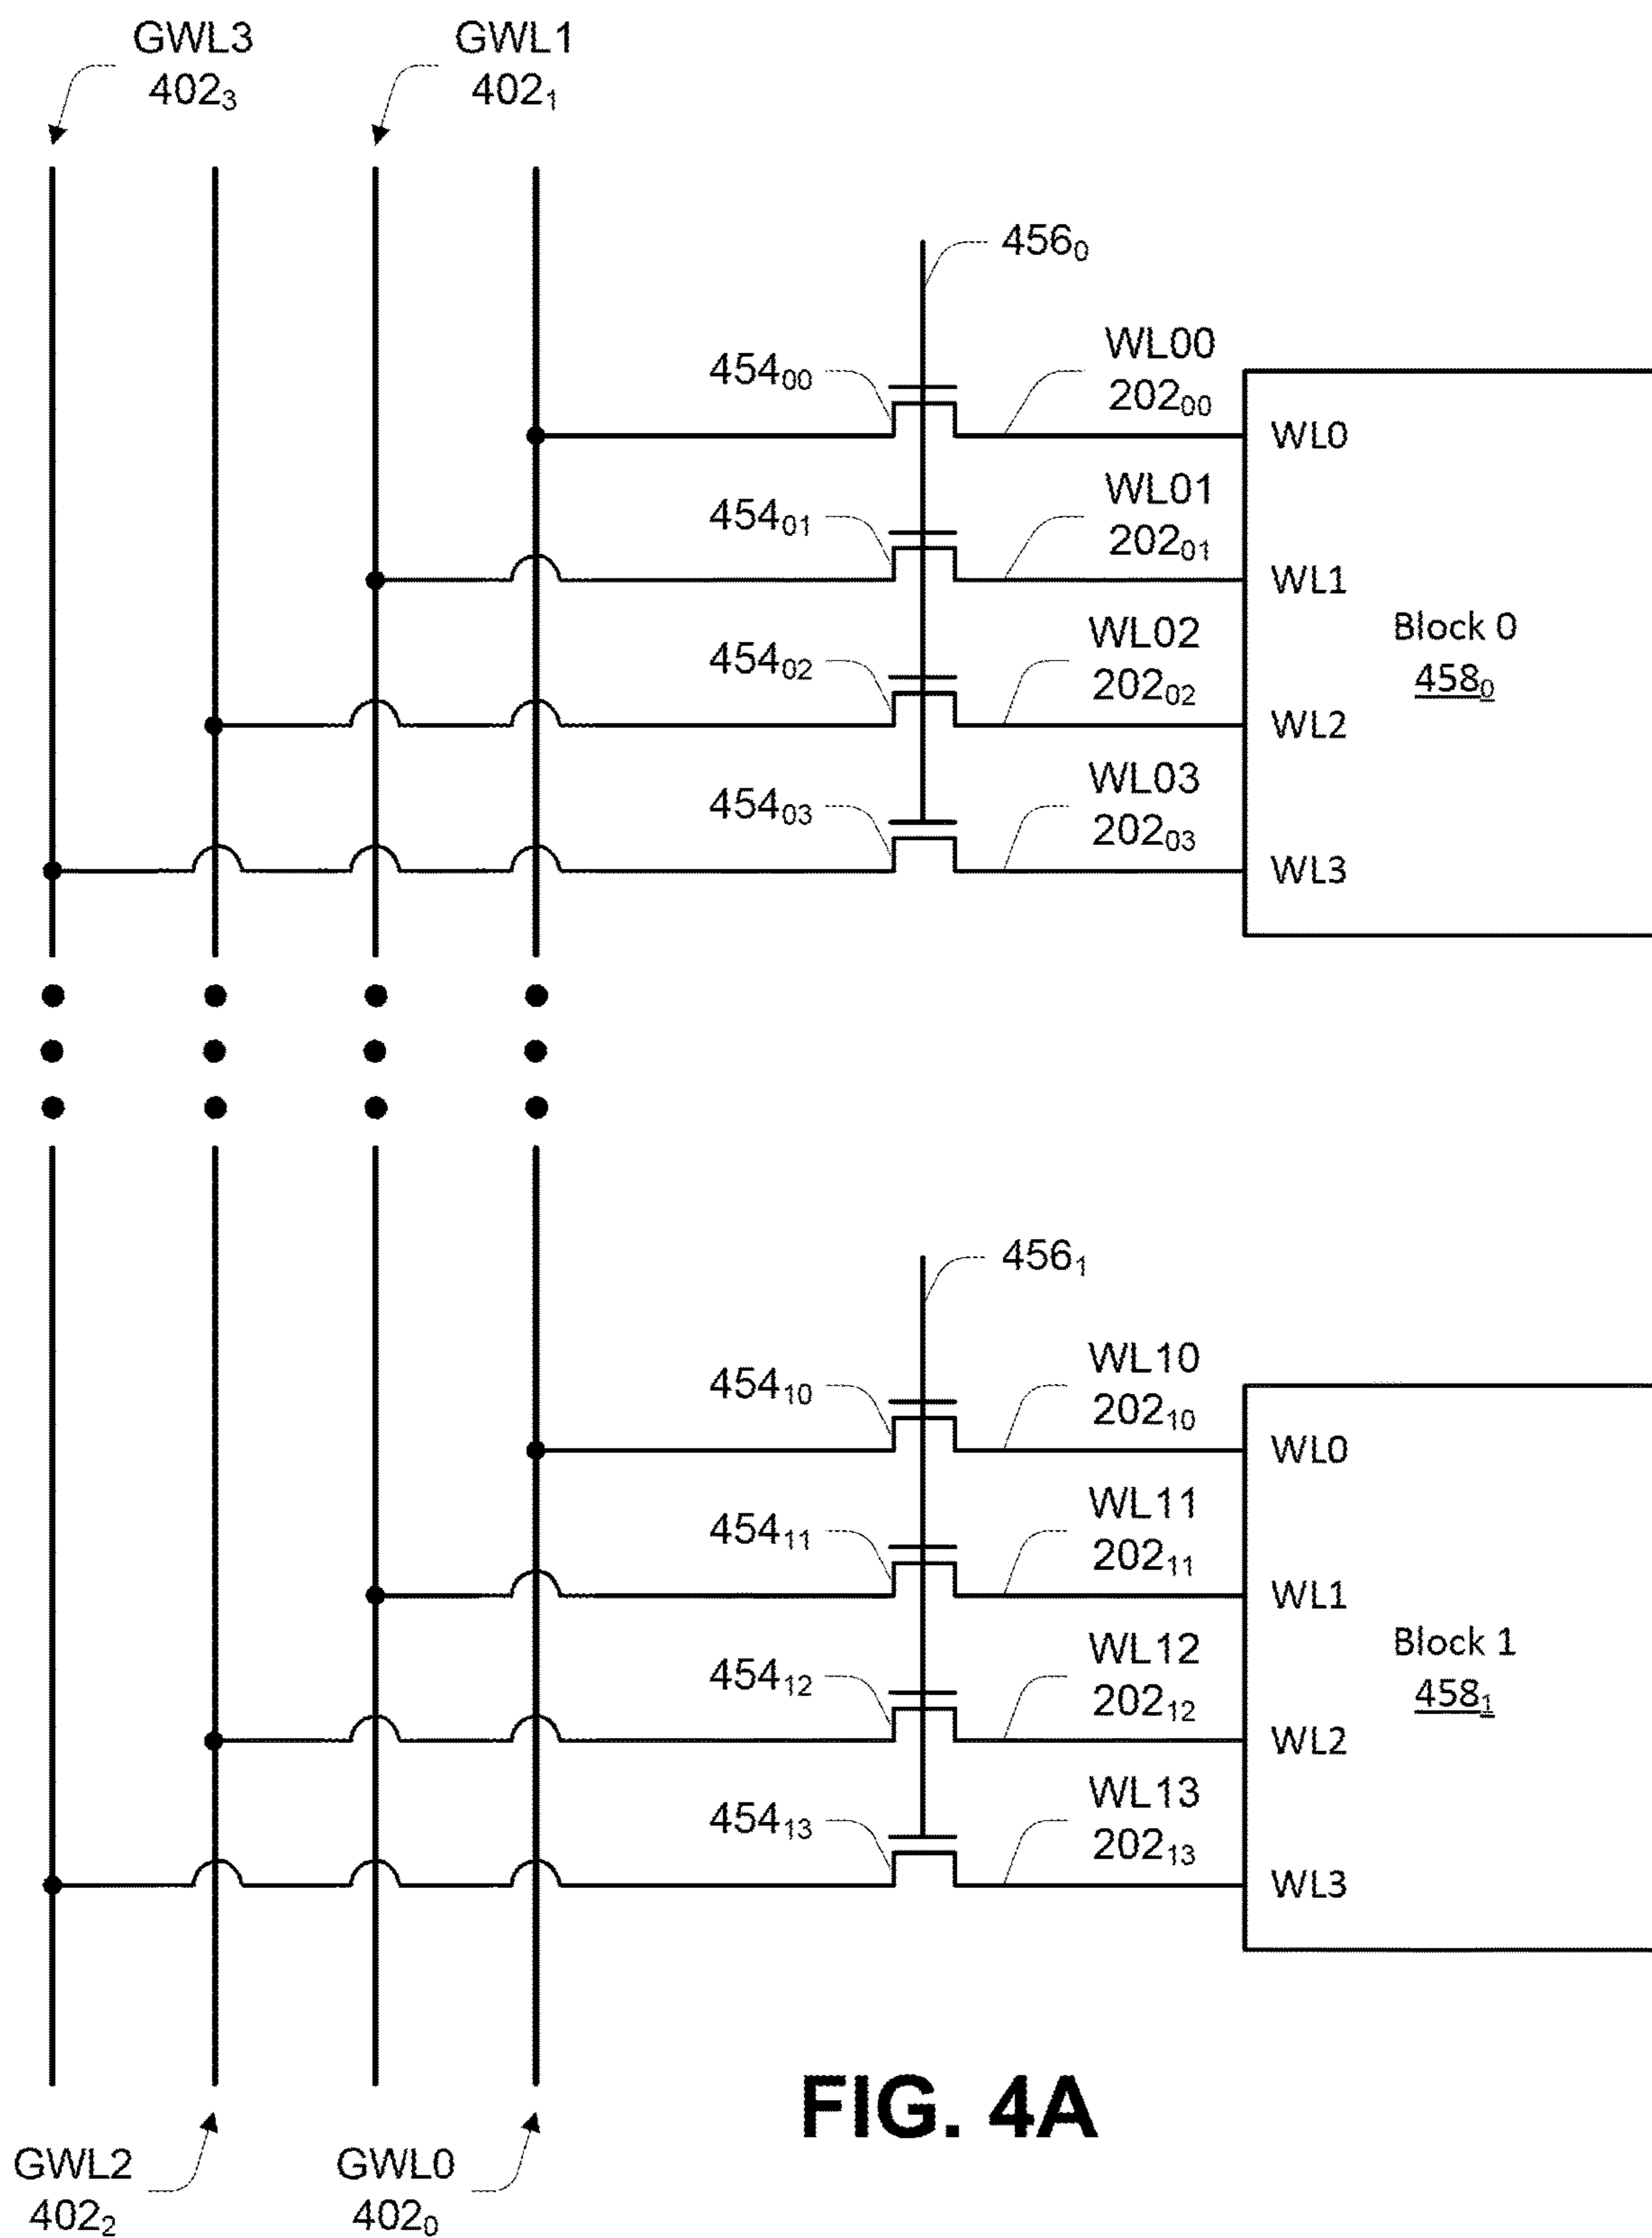 GWL3
402₃
GWL1
402₁
456₀
454₀₀
WL00
202₀₀
WL0
454₀₁
WL01
202₀₁
WL1
454₀₂
WL02
202₀₂
WL2
454₀₃
WL03
202₀₃
WL3
Block 0
458₀
456₁
454₁₀
WL10
202₁₀
WL0
454₁₁
WL11
202₁₁
WL1
454₁₂
WL12
202₁₂
WL2
454₁₃
WL13
202₁₃
WL3
Block 1
458₁
GWL2
402₂
GWL0
402₀
FIG. 4A